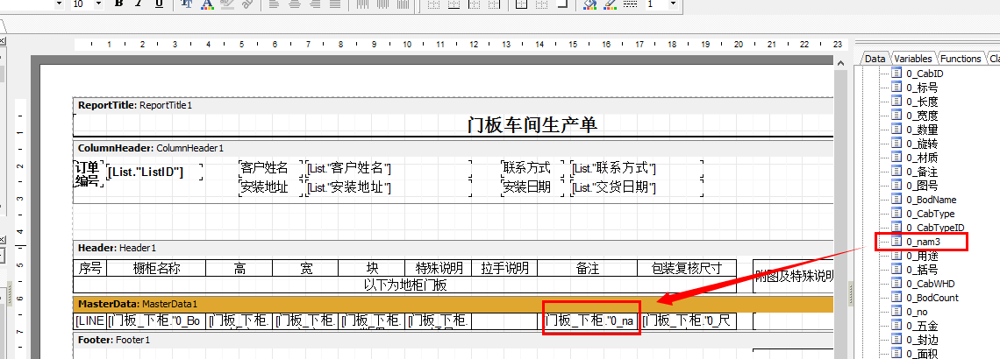 10 B I U A 1
1 2 3 4 5 6 7 8 9 10 11 12 13 14 15 16 17 18 19 20 21 22 23
Data Variables Functions Cla
0_CabID
0_标号
0_长度
0_宽度
0_数量
0_旋转
0_材质
0_备注
0_图号
0_BodName
0_CabType
0_CabTypeID
0_nam3
0_用途
0_括号
0_CabWHD
0_BodCount
0_no
0_五金
0_封边
0_面积
ReportTitle: ReportTitle1
门板车间生产单
ColumnHeader: ColumnHeader1
订单编号 [List."ListID"] 客户姓名 [List."客户姓名"] 联系方式 [List."联系方式"]
安装地址 [List."安装地址"] 安装日期 [List."交货日期"]
Header: Header1
序号 橱柜名称 高 宽 块 特殊说明 拉手说明 备注 包装复核尺寸 附图及特殊说明
以下为地柜门板
MasterData: MasterData1
[LINE [门板_下柜."0_Bo [门板_下柜. [门板_下柜. [门板_下柜. [门板_下柜. 门板_下柜."0_na [门板_下柜."0_尺
Footer: Footer1
1
2
3
4
5
6
7